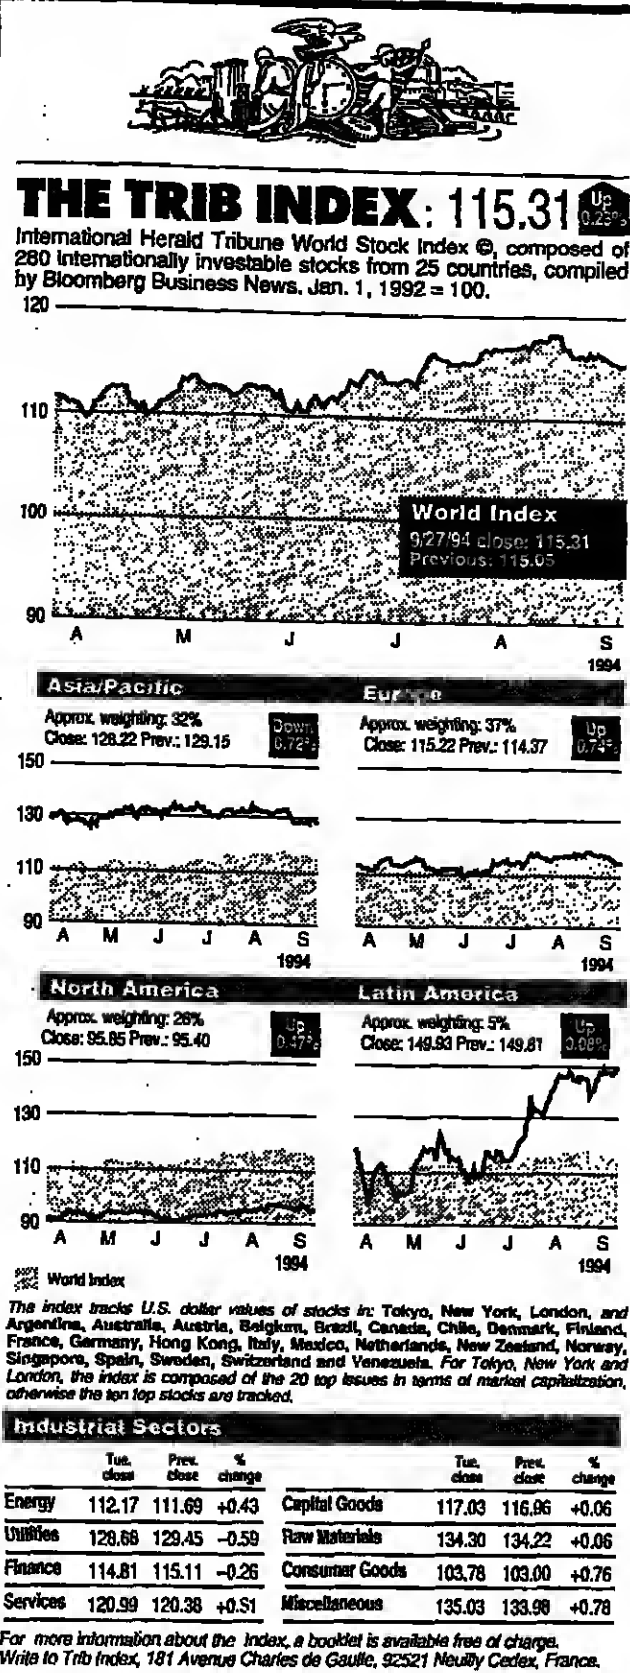 THE TRIB INDEX: 115.31 Up 0.23%
International Herald Tribune World Stock Index ©, composed of
280 internationally investable stocks from 25 countries, compiled
by Bloomberg Business News. Jan. 1, 1992 = 100.
120
110
100
90
World Index
9/27/94 close: 115.31
Previous: 115.05
A M J J A S
1994
Asia/Pacific
Approx. weighting: 32%
Close: 128.22 Prev.: 129.15
Down
0.72%
150
130
110
90
A M J J A S
1994
Europe
Approx. weighting: 37%
Close: 115.22 Prev.: 114.37
Up
0.74%
A M J J A S
1994
North America
Approx. weighting: 26%
Close: 95.85 Prev.: 95.40
Up
0.47%
150
130
110
90
A M J J A S
1994
Latin America
Approx. weighting: 5%
Close: 149.93 Prev.: 149.81
Up
0.08%
A M J J A S
1994
World Index
The index tracks U.S. dollar values of stocks in: Tokyo, New York, London, and
Argentina, Australia, Austria, Belgium, Brazil, Canada, Chile, Denmark, Finland,
France, Germany, Hong Kong, Italy, Mexico, Netherlands, New Zealand, Norway,
Singapore, Spain, Sweden, Switzerland and Venezuela. For Tokyo, New York and
London, the index is composed of the 20 top issues in terms of market capitalization,
otherwise the ten top stocks are tracked.
Industrial Sectors
Tue. close Prev. close % change Tue. close Prev. close % change
Energy 112.17 111.69 +0.43 Capital Goods 117.03 116.96 +0.06
Utilities 128.68 129.45 –0.59 Raw Materials 134.30 134.22 +0.06
Finance 114.81 115.11 –0.26 Consumer Goods 103.78 103.00 +0.76
Services 120.99 120.38 +0.51 Miscellaneous 135.03 133.98 +0.78
For more information about the Index, a booklet is available free of charge.
Write to Trib Index, 181 Avenue Charles de Gaulle, 92521 Neuilly Cedex, France.